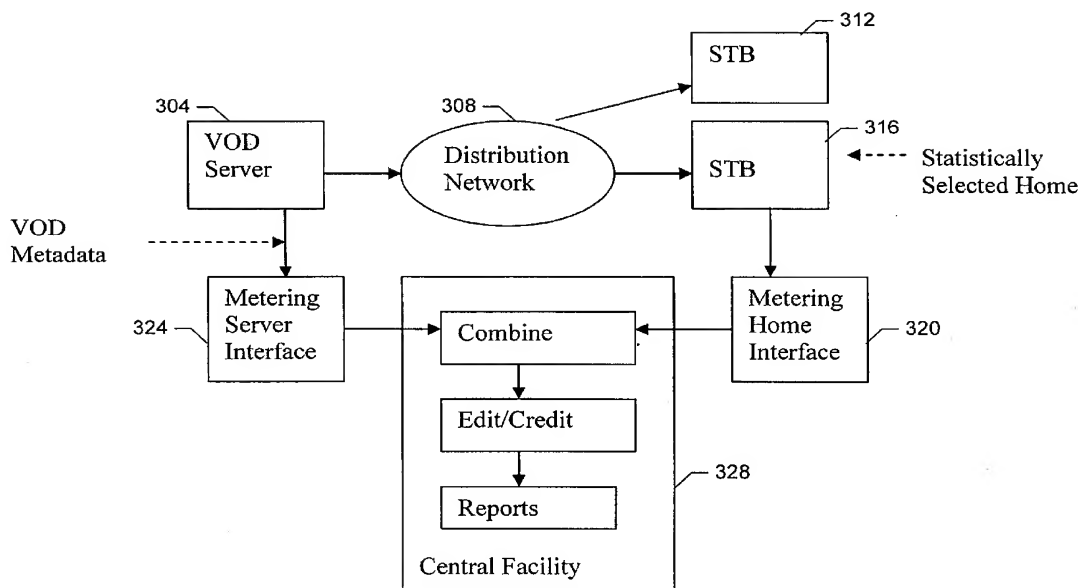 312
STB
304
308
VOD
Server
Distribution
Network
316
STB
Statistically
Selected Home
VOD
Metadata
Metering
Server
Interface
324
Combine
Metering
Home
Interface
320
Edit/Credit
328
Reports
Central Facility